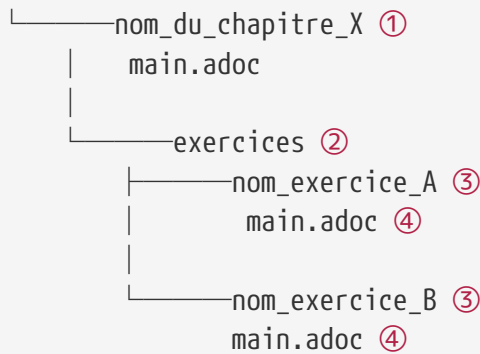 nom_du_chapitre_X ①
main.adoc
exercices ②
nom_exercice_A ③
main.adoc ④
nom_exercice_B ③
main.adoc ④